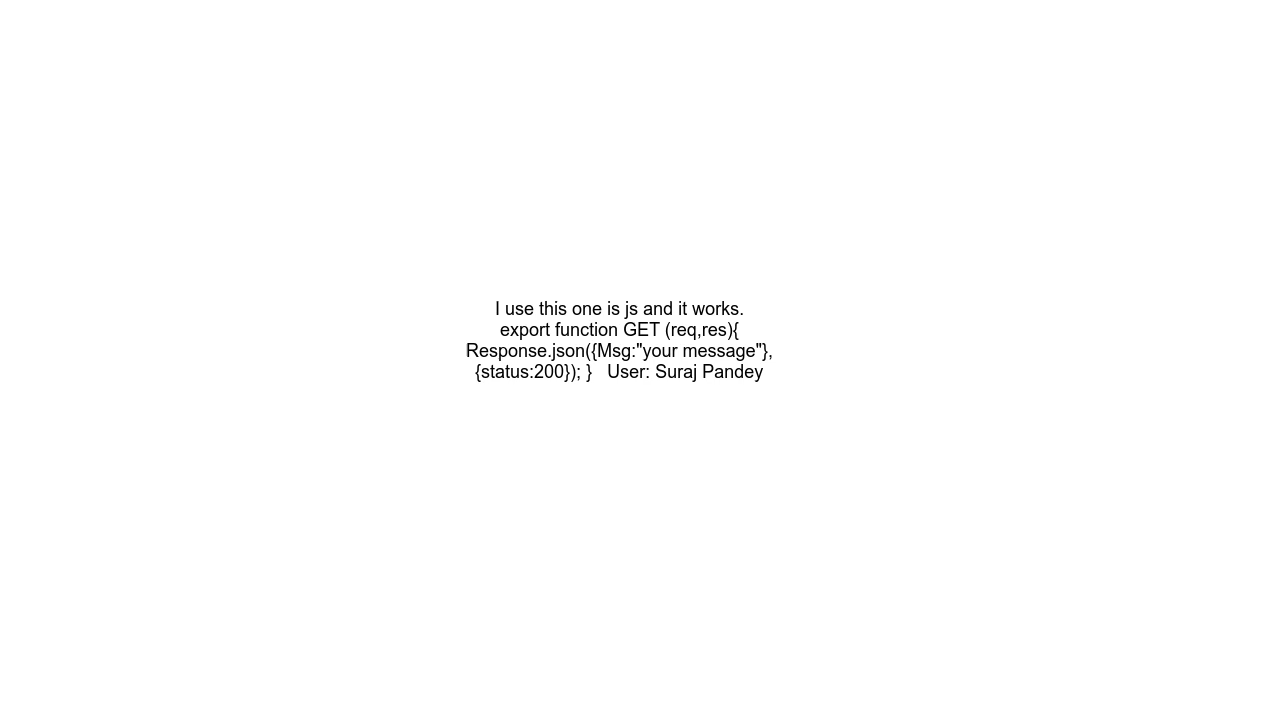 I use this one is js and it works.
export function GET (req,res){
Response.json({Msg:"your message"},
{status:200}); }   User: Suraj Pandey